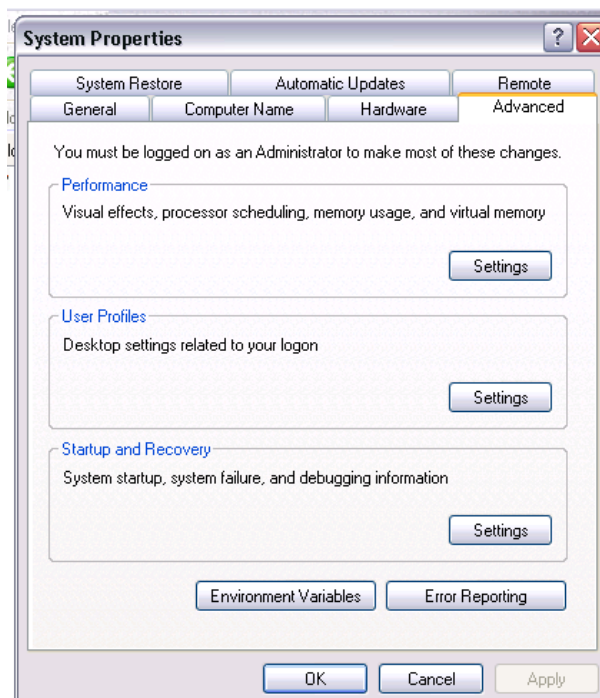 System Properties
?
System Restore Automatic Updates Remote
General Computer Name Hardware Advanced
You must be logged on as an Administrator to make most of these changes.
Performance
Visual effects, processor scheduling, memory usage, and virtual memory
Settings
User Profiles
Desktop settings related to your logon
Settings
Startup and Recovery
System startup, system failure, and debugging information
Settings
Environment Variables Error Reporting
OK Cancel Apply